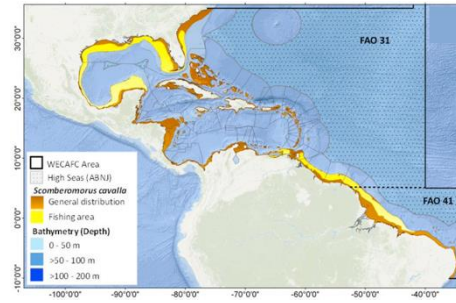 30°0'0"
20°0'0"
10°0'0"
0°0'0"
-10°0'0"
FAO 31
FAO 41
WECAFC Area
High Seas (ABNJ)
Scomberomorus cavalla
General distribution
Fishing area
Bathymetry (Depth)
0 - 50 m
>50 - 100 m
>100 - 200 m
-100°0'0"
-90°0'0"
-80°0'0"
-70°0'0"
-60°0'0"
-50°0'0"
-40°0'0"